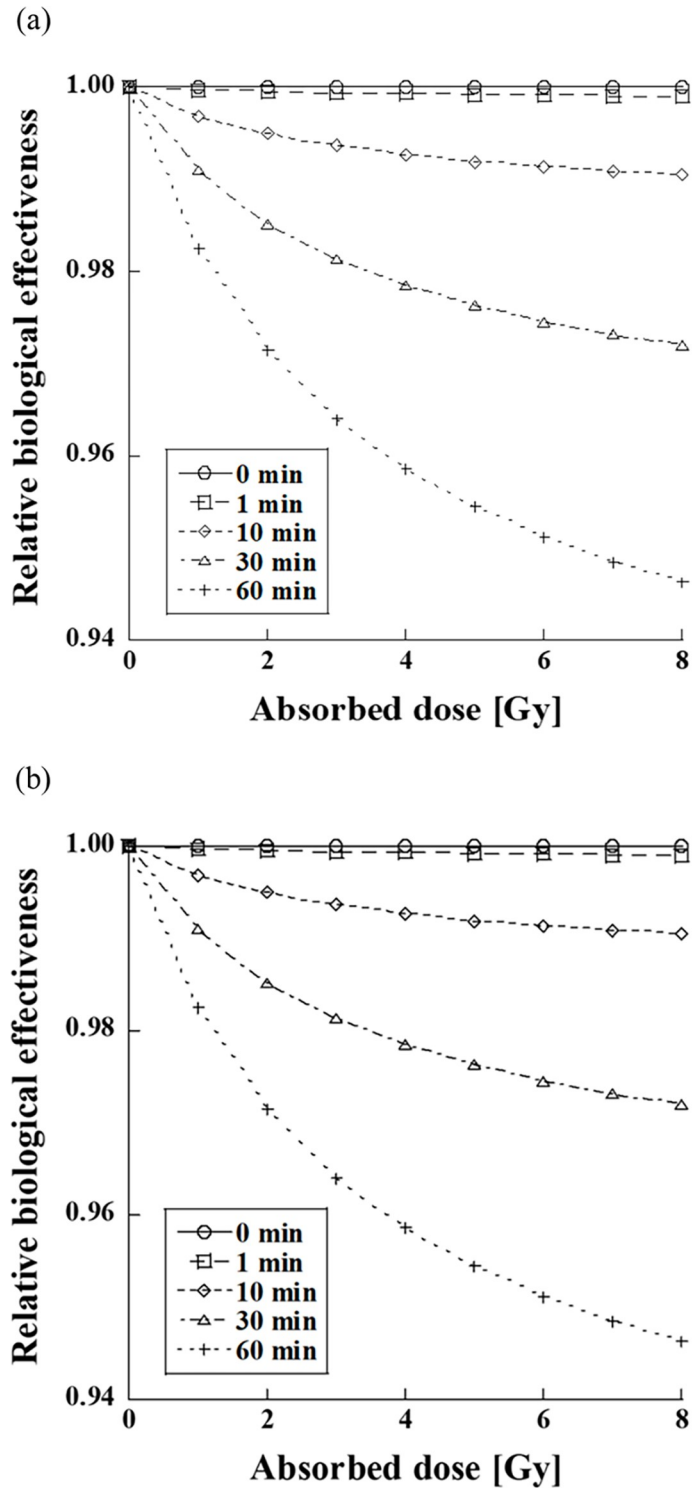 (a)
Relative biological effectiveness
1.00
0.98
0.96
0.94
0 min
1 min
10 min
30 min
60 min
0 2 4 6 8
Absorbed dose [Gy]
(b)
Relative biological effectiveness
1.00
0.98
0.96
0.94
0 min
1 min
10 min
30 min
60 min
0 2 4 6 8
Absorbed dose [Gy]